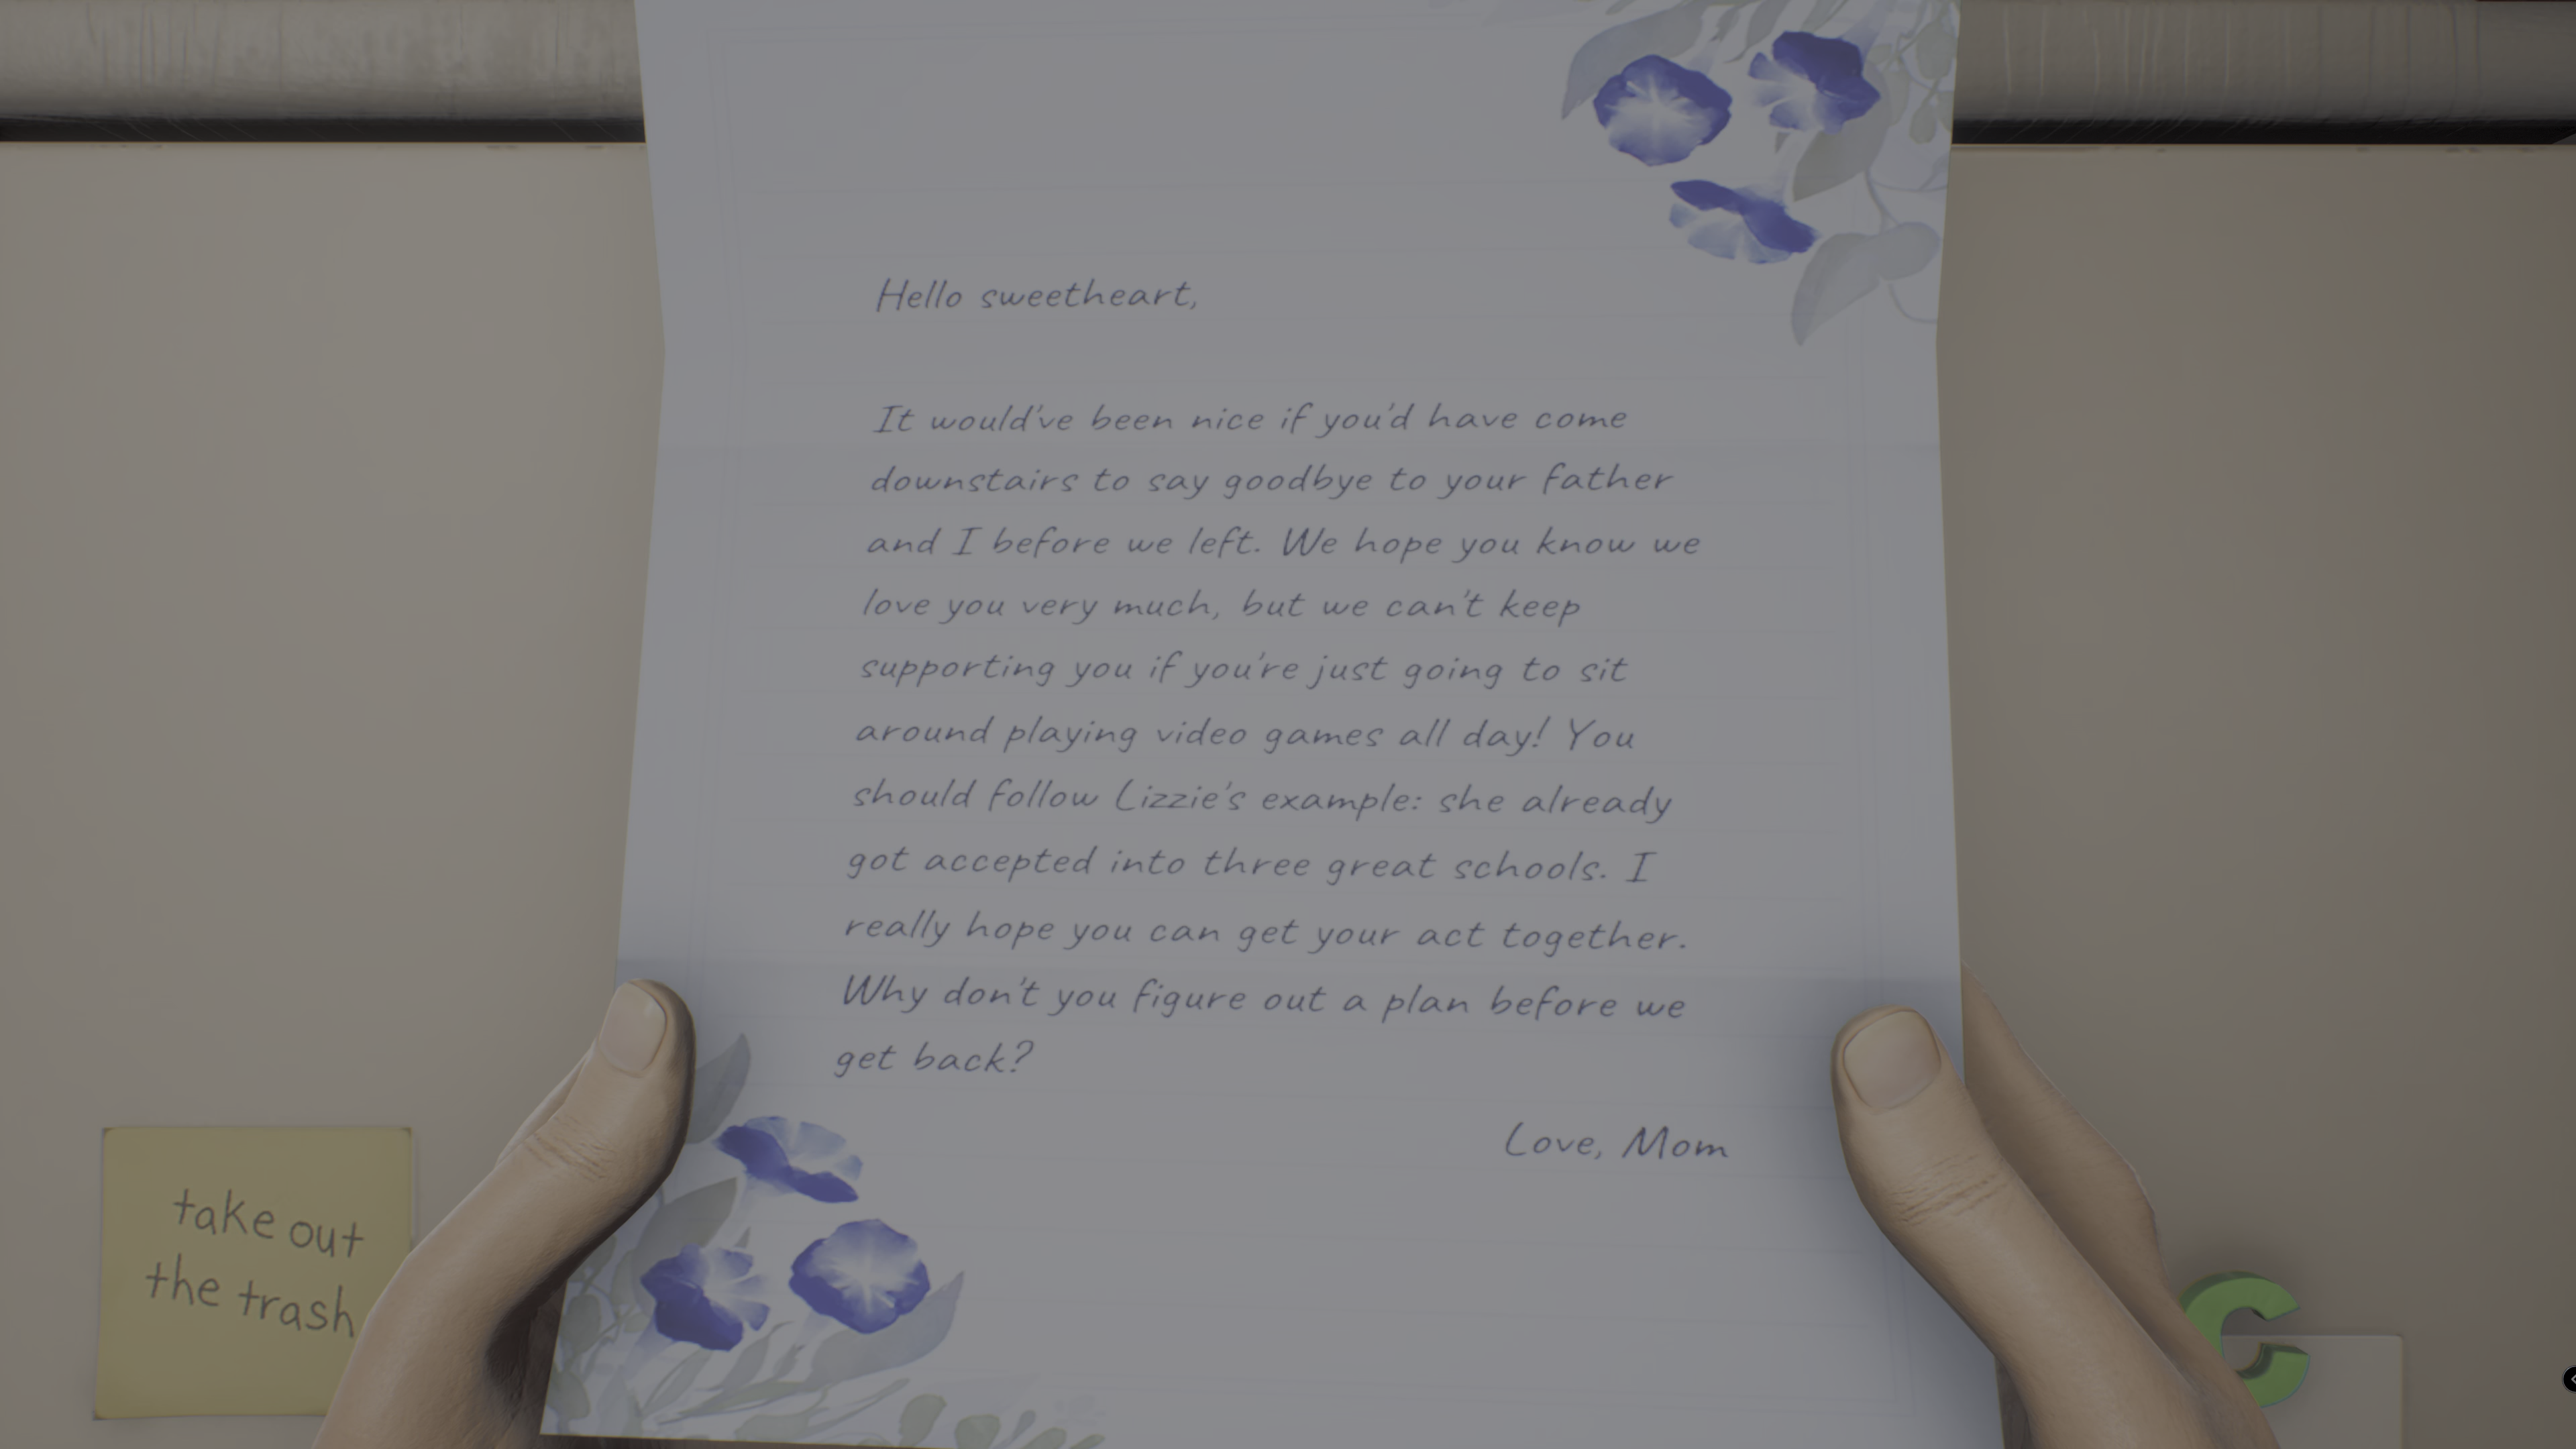 Hello sweetheart,
It would've been nice if you'd have come
downstairs to say goodbye to your father
and I before we left. We hope you know we
love you very much, but we can't keep
supporting you if you're just going to sit
around playing video games all day! You
should follow Lizzie's example: she already
got accepted into three great schools. I
really hope you can get your act together.
Why don't you figure out a plan before we
get back?
Love, Mom
take out
the trash
C